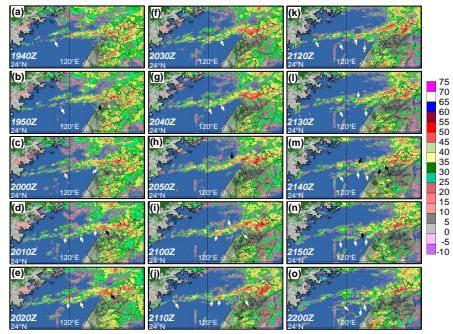 (a)
1940Z
24°N
120°E
(b)
1950Z
24°N
120°E
(c)
2000Z
24°N
120°E
(d)
2010Z
24°N
120°E
(e)
2020Z
24°N
120°E
(f)
2030Z
24°N
120°E
(g)
2040Z
24°N
120°E
(h)
2050Z
24°N
120°E
(i)
2100Z
24°N
120°E
(j)
2110Z
24°N
120°E
(k)
2120Z
24°N
120°E
(l)
2130Z
24°N
120°E
(m)
2140Z
24°N
120°E
(n)
2150Z
24°N
120°E
(o)
2200Z
24°N
120°E
75
70
65
60
55
50
45
40
35
30
25
20
15
10
5
0
-5
-10